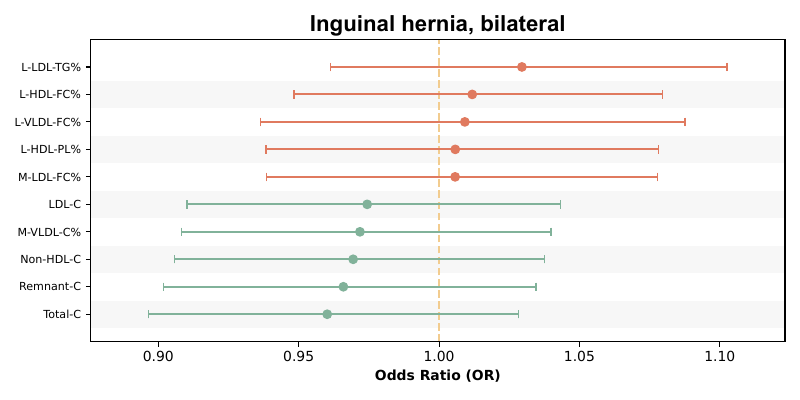 Inguinal hernia, bilateral
L-LDL-TG%
L-HDL-FC%
L-VLDL-FC%
L-HDL-PL%
M-LDL-FC%
LDL-C
M-VLDL-C%
Non-HDL-C
Remnant-C
Total-C
0.90 0.95 1.00 1.05 1.10
Odds Ratio (OR)